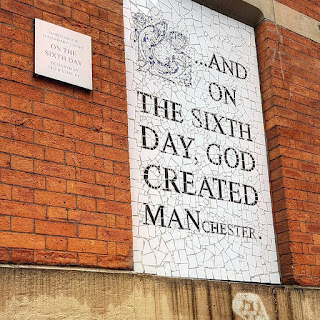 ON THE
SIXTH DAY
...AND
ON
THE SIXTH
DAY, GOD
CREATED
MANCHESTER.